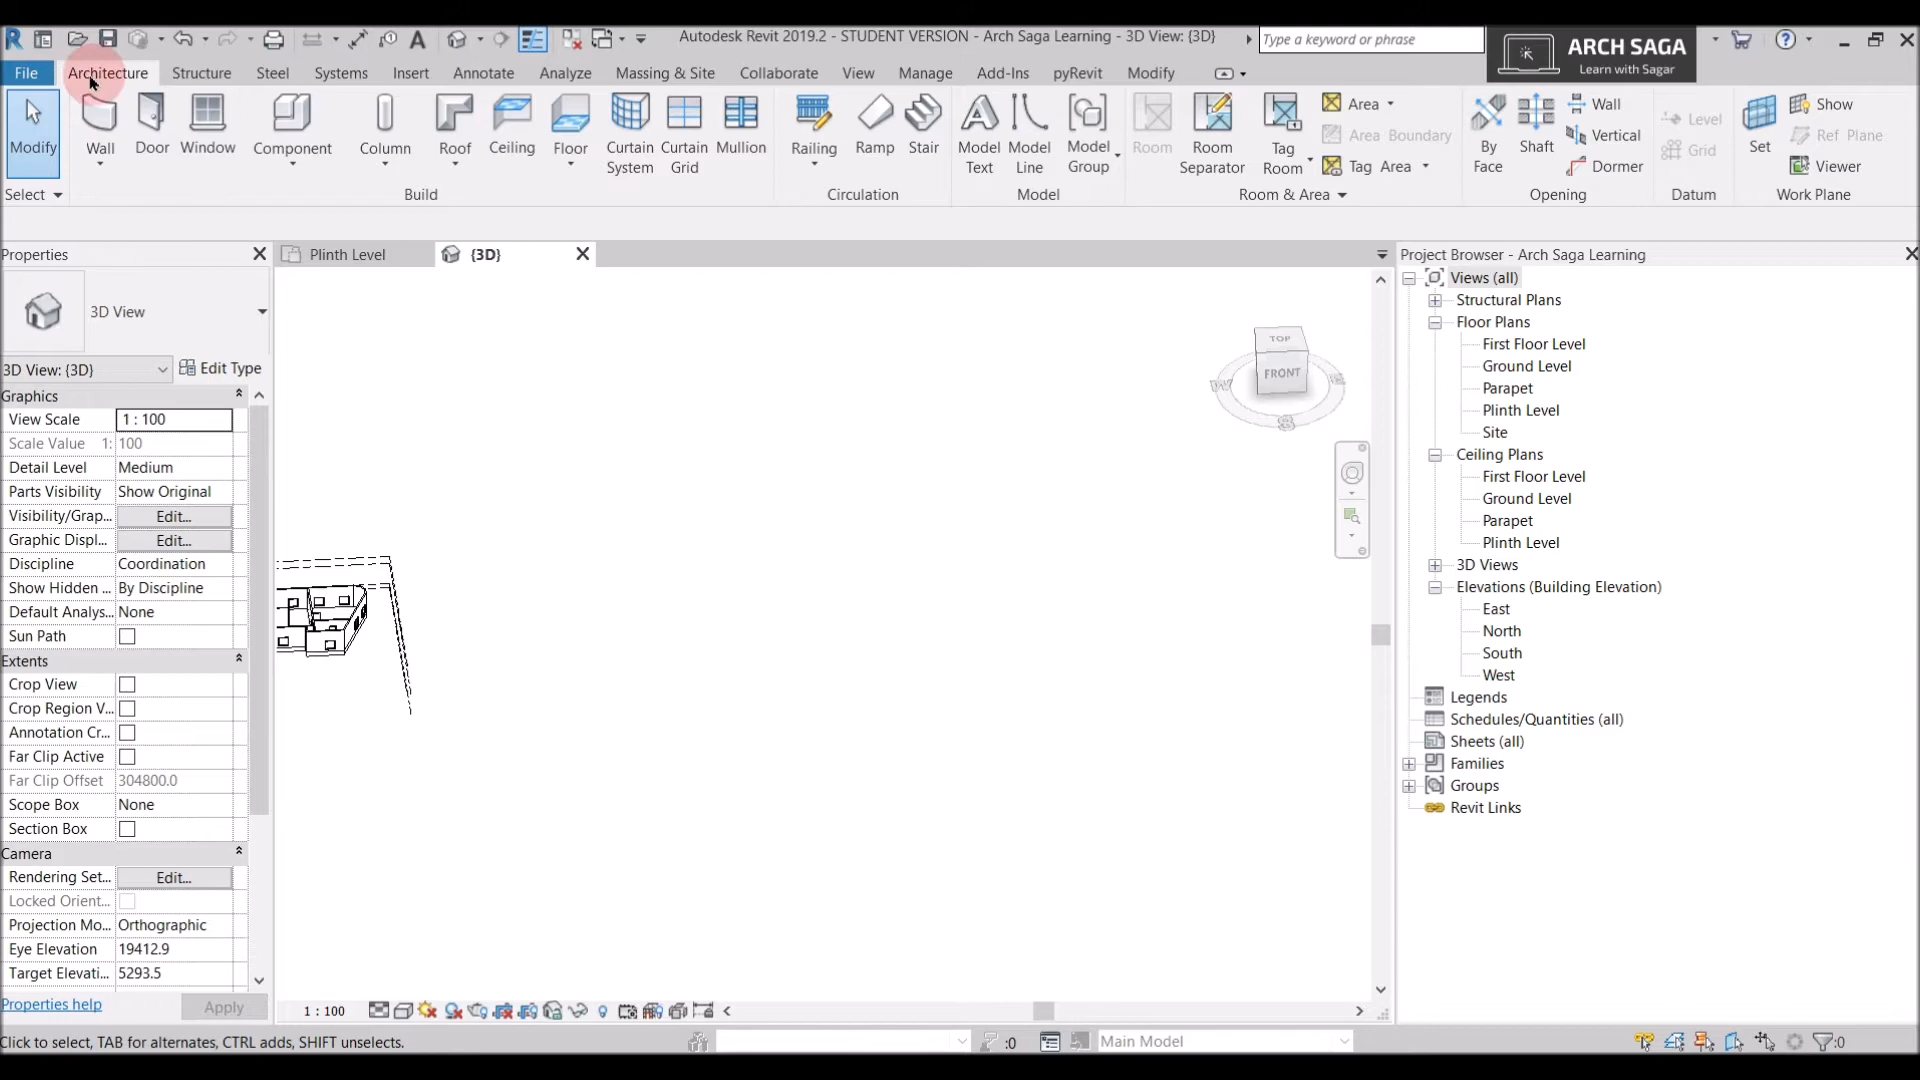 Autodesk Revit 2019.2 - STUDENT VERSION - Arch Saga Learning - 3D View: {3D}
Type a keyword or phrase
ARCH SAGA
Learn with Sagar
File Architecture Structure Steel Systems Insert Annotate Analyze Massing & Site Collaborate View Manage Add-Ins pyRevit Modify
Modify
Wall
Door
Window
Component
Column
Roof
Ceiling
Floor
Curtain System
Curtain Grid
Mullion
Railing
Ramp
Stair
Model Text
Model Line
Model Group
Room
Room Separator
Tag Room
Area
Area Boundary
Tag Area
By Face
Shaft
Wall
Vertical
Dormer
Level
Grid
Set
Show
Ref Plane
Viewer
Select Build Circulation Model Room & Area Opening Datum Work Plane
Properties
3D View
3D View: {3D} Edit Type
Graphics
View Scale 1 : 100
Scale Value 1: 100
Detail Level Medium
Parts Visibility Show Original
Visibility/Grap... Edit...
Graphic Displ... Edit...
Discipline Coordination
Show Hidden ... By Discipline
Default Analys... None
Sun Path
Extents
Crop View
Crop Region V...
Annotation Cr...
Far Clip Active
Far Clip Offset 304800.0
Scope Box None
Section Box
Camera
Rendering Set... Edit...
Locked Orient...
Projection Mo... Orthographic
Eye Elevation 19412.9
Target Elevati... 5293.5
Properties help Apply
Plinth Level {3D}
TOP
FRONT
W E
S
1 : 100
Project Browser - Arch Saga Learning
Views (all)
Structural Plans
Floor Plans
First Floor Level
Ground Level
Parapet
Plinth Level
Site
Ceiling Plans
First Floor Level
Ground Level
Parapet
Plinth Level
3D Views
Elevations (Building Elevation)
East
North
South
West
Legends
Schedules/Quantities (all)
Sheets (all)
Families
Groups
Revit Links
Click to select, TAB for alternates, CTRL adds, SHIFT unselects. :0 Main Model :0